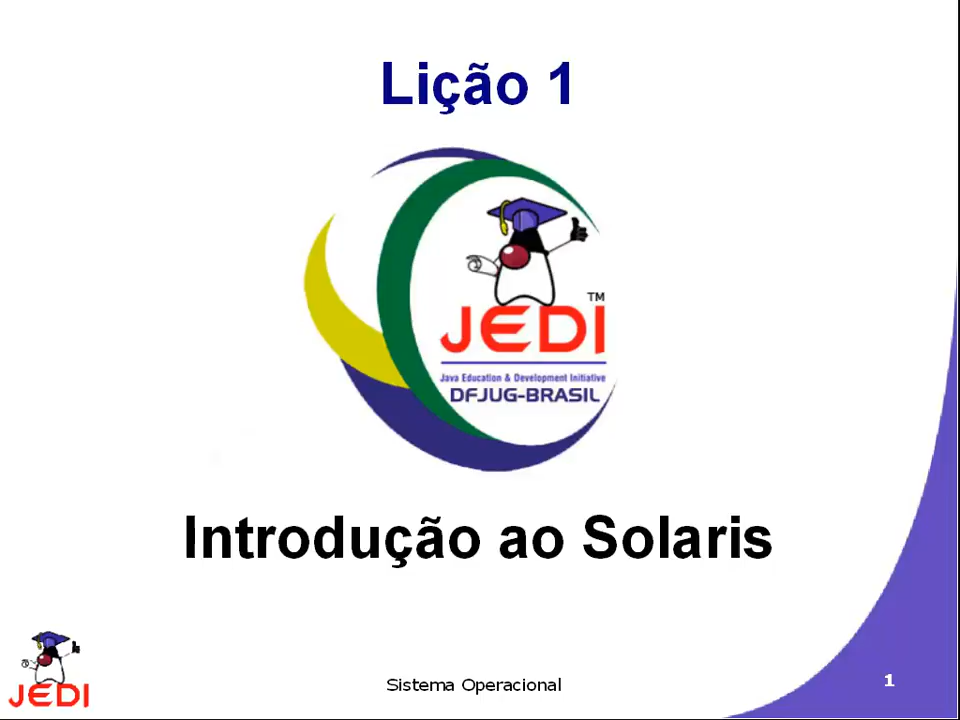 Lição 1
TM
JEDI
Java Education & Development Initiative
DFJUG-BRASIL
Introdução ao Solaris
JEDI
Sistema Operacional
1